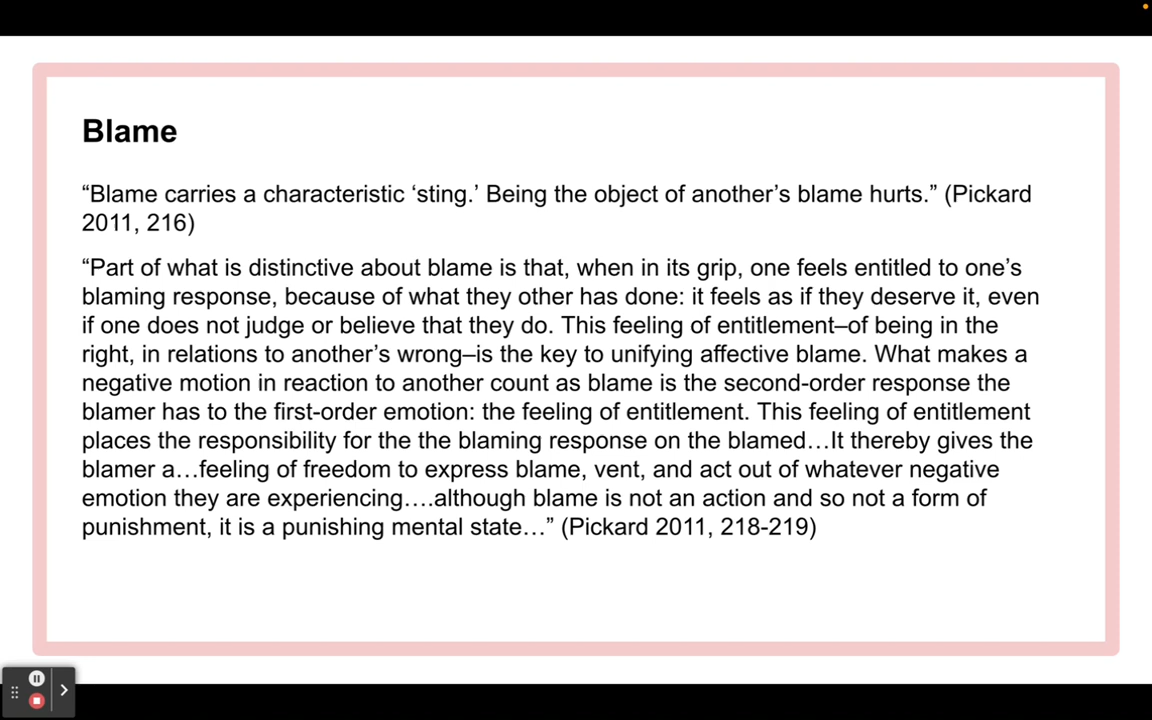 Blame
“Blame carries a characteristic ‘sting.’ Being the object of another’s blame hurts.” (Pickard
2011, 216)
“Part of what is distinctive about blame is that, when in its grip, one feels entitled to one’s
blaming response, because of what they other has done: it feels as if they deserve it, even
if one does not judge or believe that they do. This feeling of entitlement–of being in the
right, in relations to another’s wrong–is the key to unifying affective blame. What makes a
negative motion in reaction to another count as blame is the second-order response the
blamer has to the first-order emotion: the feeling of entitlement. This feeling of entitlement
places the responsibility for the the blaming response on the blamed…It thereby gives the
blamer a…feeling of freedom to express blame, vent, and act out of whatever negative
emotion they are experiencing….although blame is not an action and so not a form of
punishment, it is a punishing mental state…” (Pickard 2011, 218-219)